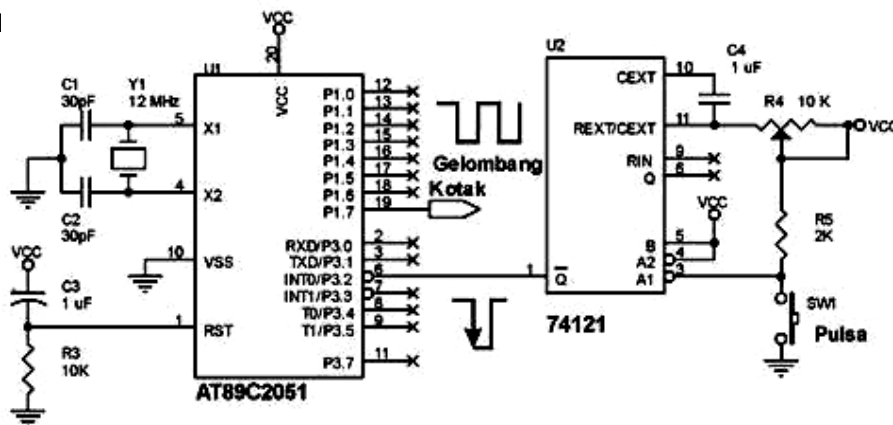 VCC
U1
20
VCC
C1
30pF
Y1
12 MHz
5
X1
4
X2
C2
30pF
10
VSS
VCC
C3
1 uF
1
RST
R3
10K
AT89C2051
P1.0
12
P1.1
13
P1.2
14
P1.3
15
P1.4
16
P1.5
17
P1.6
18
P1.7
19
RXD/P3.0
2
TXD/P3.1
3
INT0/P3.2
6
INT1/P3.3
7
T0/P3.4
8
T1/P3.5
9
P3.7
11
Gelombang
Kotak
U2
CEXT
10
C4
1 uF
REXT/CEXT
11
R4
10 K
VCC
RIN
9
Q
6
VCC
B
5
A2
4
A1
3
1
Q
74121
R5
2K
SW1
Pulsa